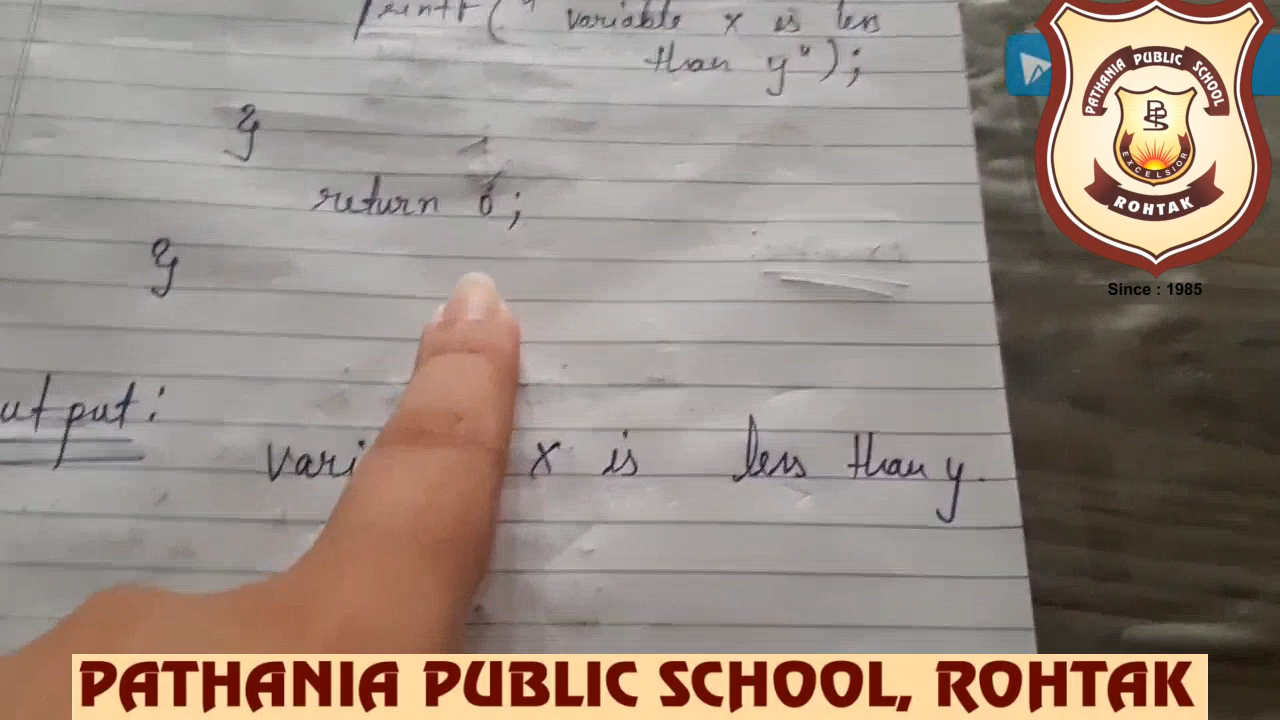 printf(" variable x is less
than y");
}
return 0;
}
utput:
vari x is less than y.
PATHANIA PUBLIC SCHOOL
EXCELSIOR
ROHTAK
Since : 1985
PATHANIA PUBLIC SCHOOL, ROHTAK